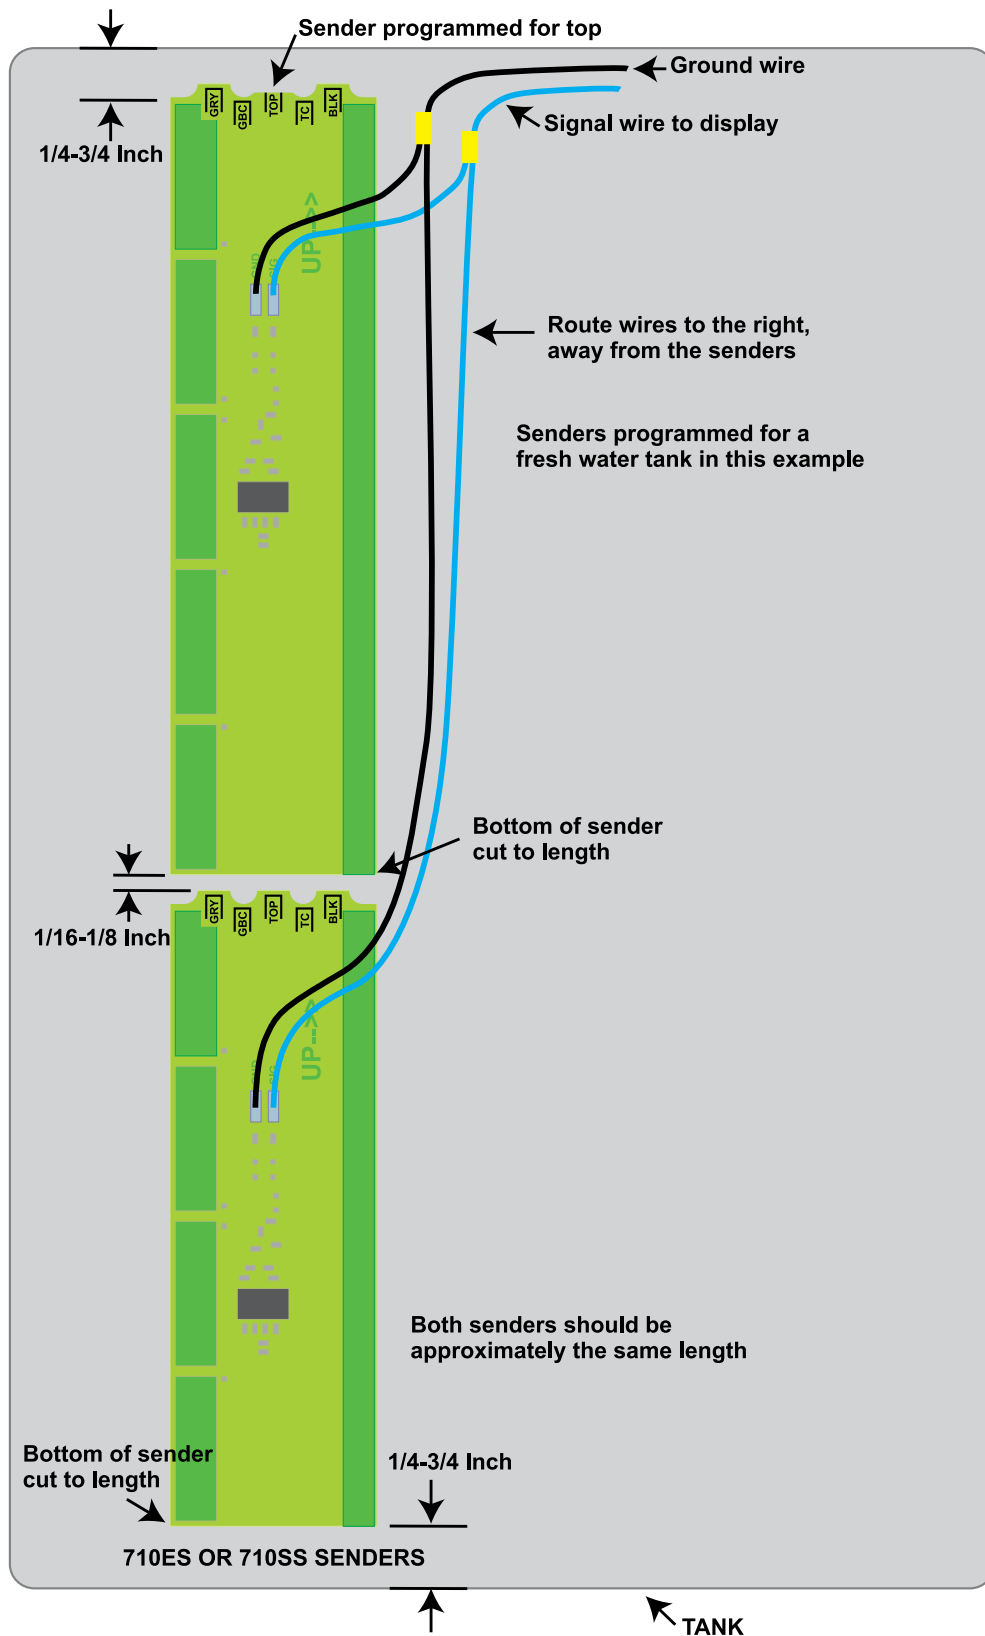 Sender programmed for top
Ground wire
Signal wire to display
1/4-3/4 Inch
GRY
GBC
TOP
TC
BLK
UP-->>
GND
SIG
Route wires to the right,
away from the senders
Senders programmed for a
fresh water tank in this example
Bottom of sender
cut to length
1/16-1/8 Inch
GRY
GBC
TOP
TC
BLK
UP-->>
GND
SIG
Both senders should be
approximately the same length
Bottom of sender
cut to length
1/4-3/4 Inch
710ES OR 710SS SENDERS
TANK